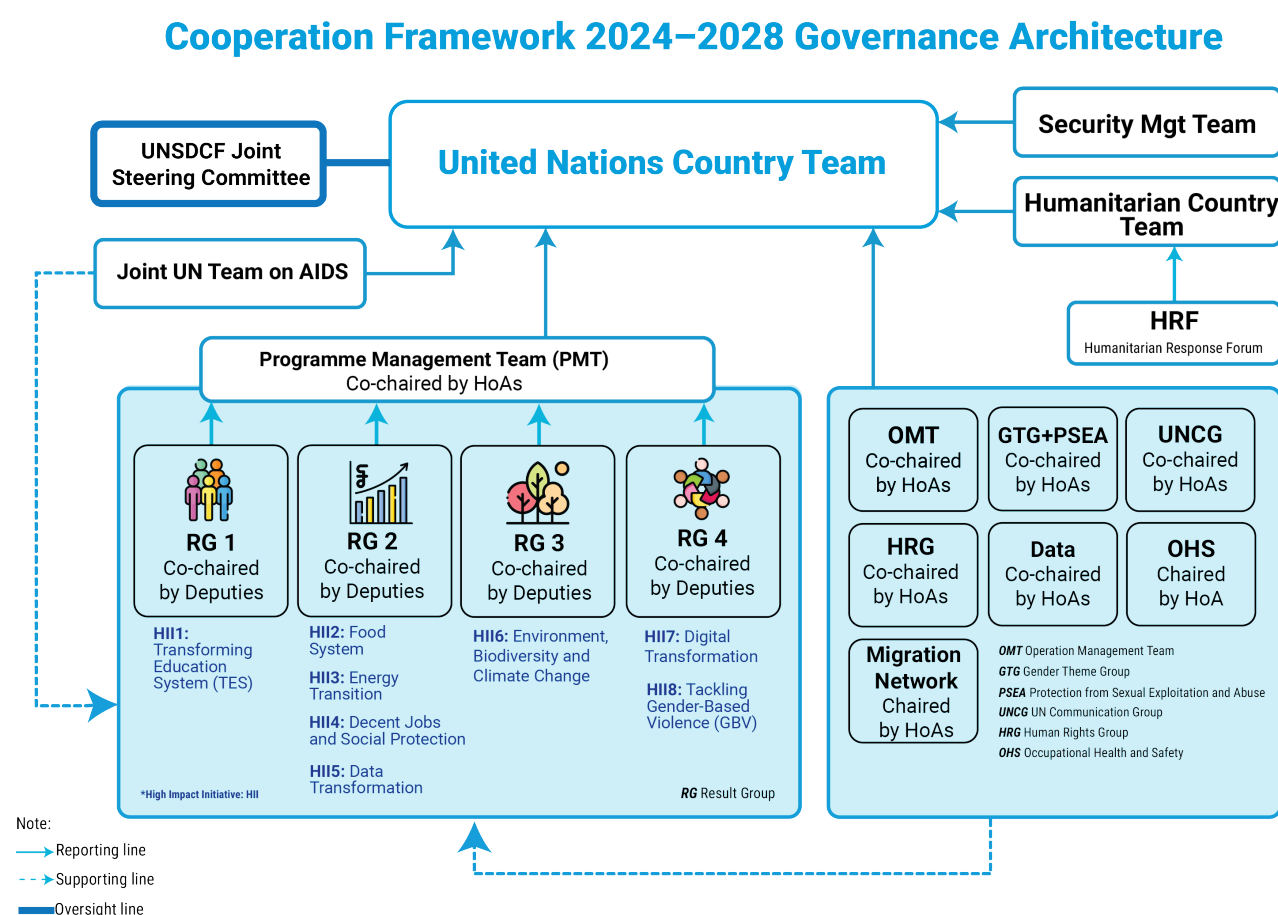 Cooperation Framework 2024–2028 Governance Architecture
UNSDCF Joint
Steering Committee
United Nations Country Team
Security Mgt Team
Humanitarian Country
Team
Joint UN Team on AIDS
HRF
Humanitarian Response Forum
Programme Management Team (PMT)
Co-chaired by HoAs
RG 1
Co-chaired
by Deputies
RG 2
Co-chaired
by Deputies
RG 3
Co-chaired
by Deputies
RG 4
Co-chaired
by Deputies
HII1:
Transforming
Education
System (TES)
HII2: Food
System
HII3: Energy
Transition
HII4: Decent Jobs
and Social Protection
HII5: Data
Transformation
HII6: Environment,
Biodiversity and
Climate Change
HII7: Digital
Transformation
HII8: Tackling
Gender-Based
Violence (GBV)
*High Impact Initiative: HII
RG Result Group
OMT
Co-chaired
by HoAs
GTG+PSEA
Co-chaired
by HoAs
UNCG
Co-chaired
by HoAs
HRG
Co-chaired
by HoAs
Data
Co-chaired
by HoAs
OHS
Chaired
by HoA
Migration
Network
Chaired
by HoAs
OMT Operation Management Team
GTG Gender Theme Group
PSEA Protection from Sexual Exploitation and Abuse
UNCG UN Communication Group
HRG Human Rights Group
OHS Occupational Health and Safety
Note:
Reporting line
Supporting line
Oversight line